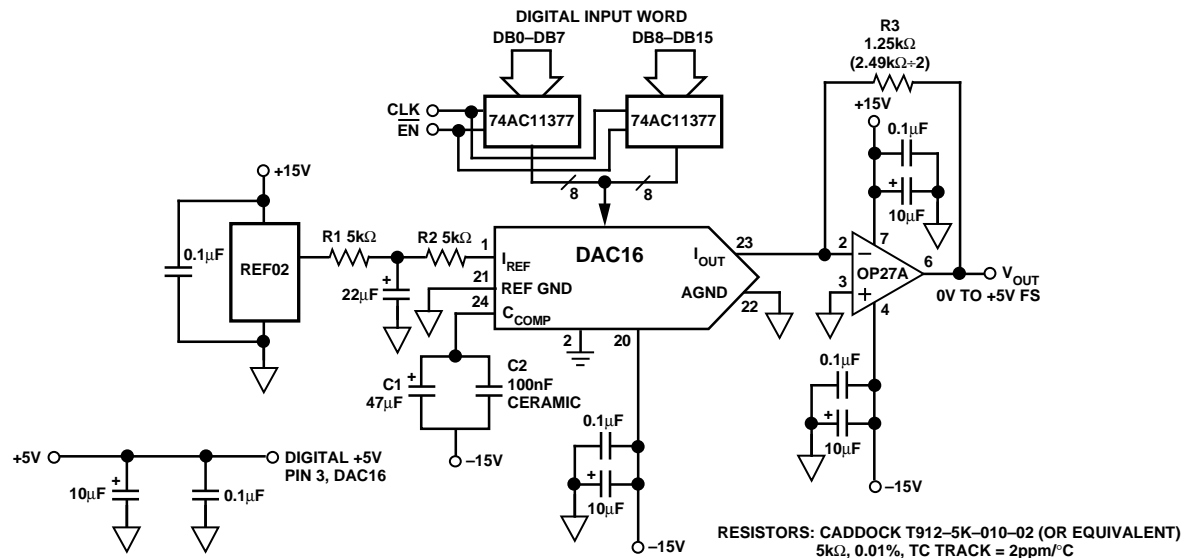 DIGITAL INPUT WORD
DB0–DB7
DB8–DB15
R3
1.25kΩ
(2.49kΩ÷2)
+15V
CLK
EN
74AC11377
74AC11377
0.1µF
+
10µF
8
8
+15V
0.1µF
REF02
R1 5kΩ
R2 5kΩ
+
22µF
1
21
24
I_REF
REF GND
C_COMP
DAC16
I_OUT
AGND
23
22
2
20
2
3
7
6
4
–
+
OP27A
V_OUT
0V TO +5V FS
C1
+
47µF
C2
100nF
CERAMIC
–15V
0.1µF
+
10µF
–15V
0.1µF
+
10µF
–15V
+5V
DIGITAL +5V
PIN 3, DAC16
10µF
+
0.1µF
RESISTORS: CADDOCK T912–5K–010–02 (OR EQUIVALENT)
5kΩ, 0.01%, TC TRACK = 2ppm/°C